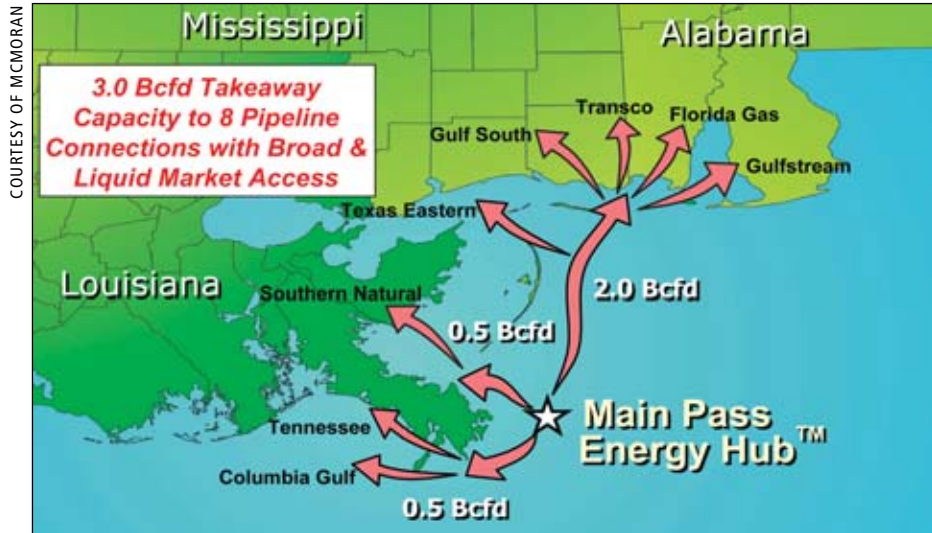 COURTESY OF MCMORAN
Mississippi
Alabama
3.0 Bcfd Takeaway
Capacity to 8 Pipeline
Connections with Broad &
Liquid Market Access
Transco
Florida Gas
Gulf South
Gulfstream
Texas Eastern
Louisiana
Southern Natural
2.0 Bcfd
0.5 Bcfd
Main Pass
Energy Hub™
Tennessee
Columbia Gulf
0.5 Bcfd